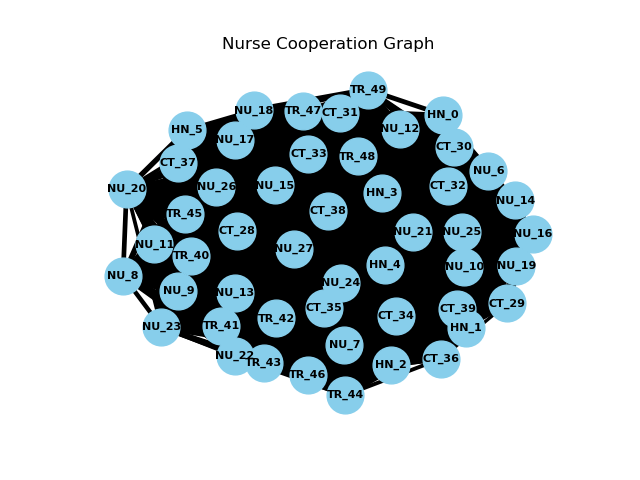 Nurse Cooperation Graph
TR_49
NU_18
TR_47
CT_31
HN_0
HN_5
NU_12
NU_17
CT_30
CT_37
CT_33
TR_48
NU_6
NU_20
NU_26
NU_15
HN_3
CT_32
NU_14
TR_45
CT_38
NU_11
CT_28
NU_21
NU_25
NU_16
TR_40
NU_27
HN_4
NU_10
NU_19
NU_8
NU_9
NU_13
NU_24
CT_29
CT_35
CT_39
NU_23
TR_41
TR_42
CT_34
HN_1
NU_22
TR_43
NU_7
HN_2
CT_36
TR_46
TR_44